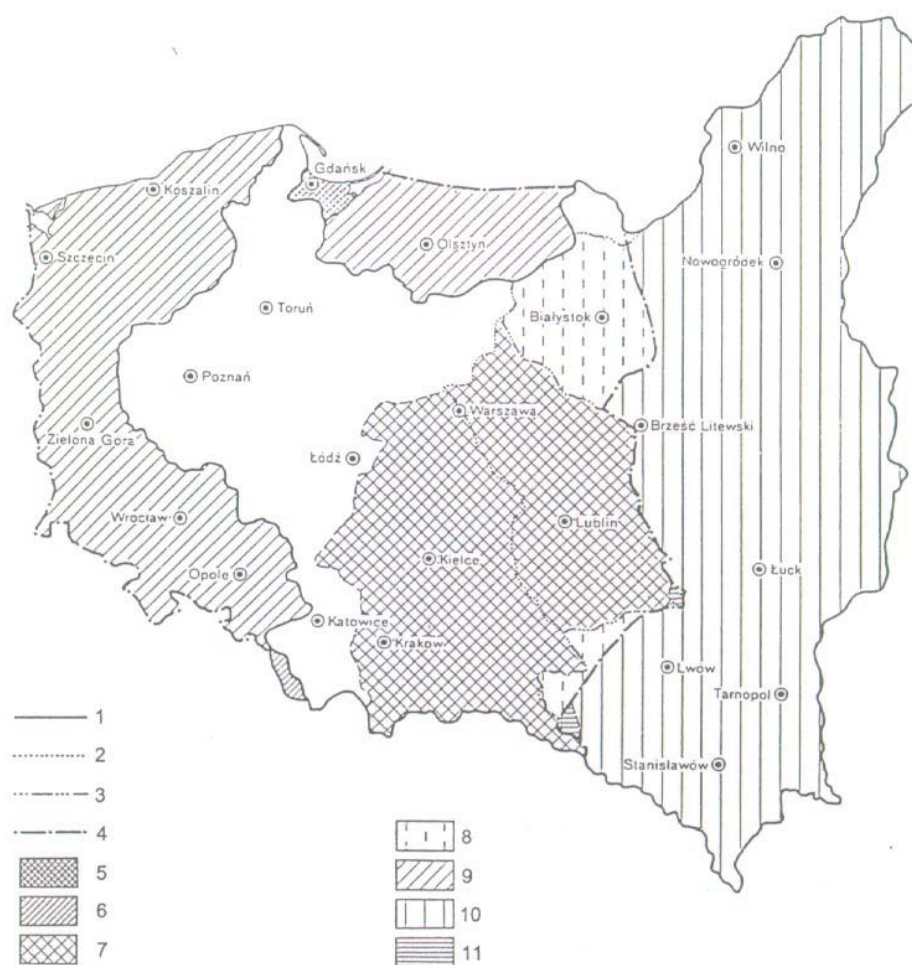 Wilno
Gdańsk
Koszalin
Olsztyn
Szczecin
Nowogródek
Toruń
Białystok
Poznań
Warszawa
Zielona Góra
Brześć Litewski
Łódź
Wrocław
Lublin
Kielce
Łuck
Opole
Katowice
Kraków
Lwów
Tarnopol
Stanisławów
1
2
3
4
5
6
7
8
9
10
11